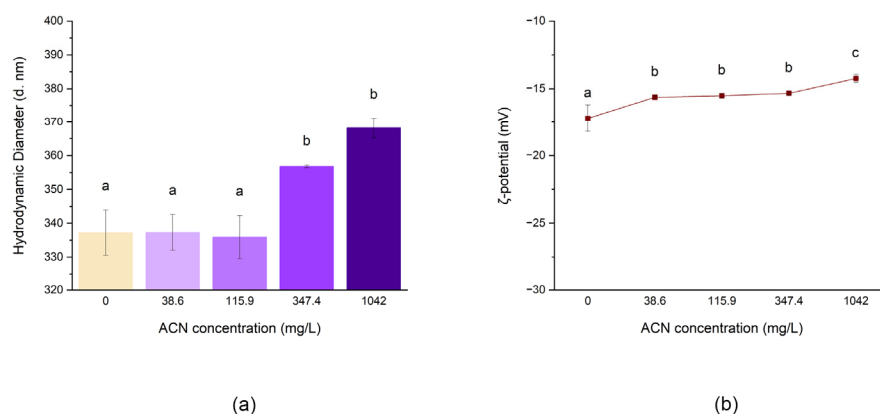 400
390
380
370
360
350
340
330
320
Hydrodynamic Diameter (d. nm)
a
a
a
b
b
0
38.6
115.9
347.4
1042
ACN concentration (mg/L)
(a)
−10
−15
−20
−25
−30
ζ-potential (mV)
a
b
b
b
c
0
38.6
115.9
347.4
1042
ACN concentration (mg/L)
(b)